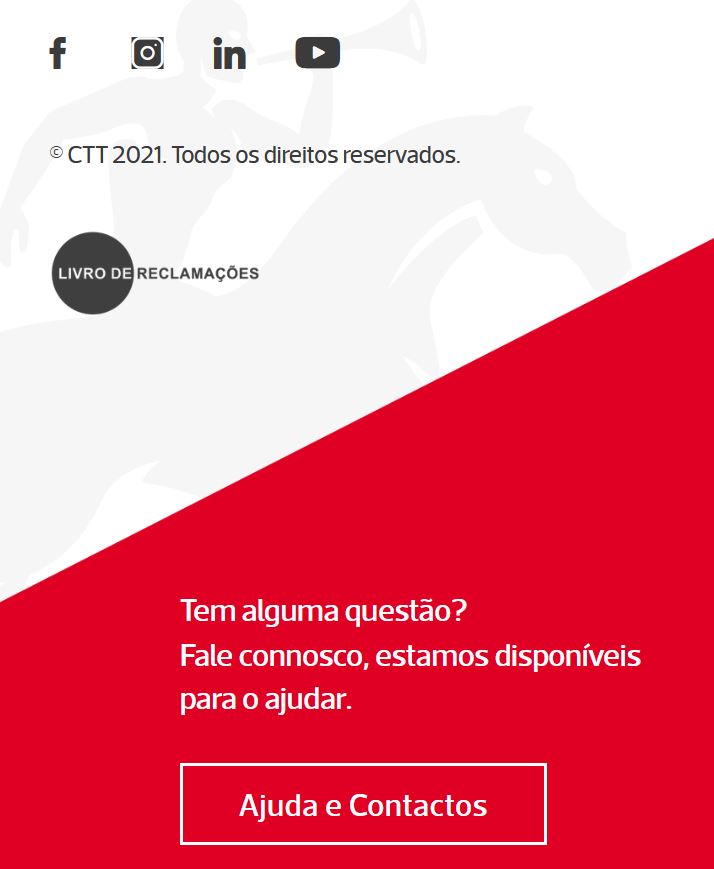 © CTT 2021. Todos os direitos reservados.
LIVRO DE RECLAMAÇÕES
Tem alguma questão?
Fale connosco, estamos disponíveis
para o ajudar.
Ajuda e Contactos